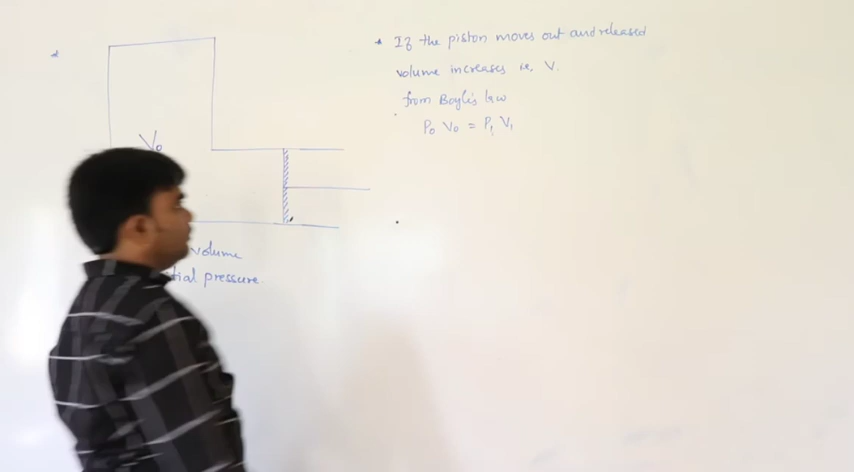 V₀
volume
tial pressure
* If the piston moves out and released
volume increases i.e, V.
from Boyle's law
P₀ V₀ = P₁ V₁